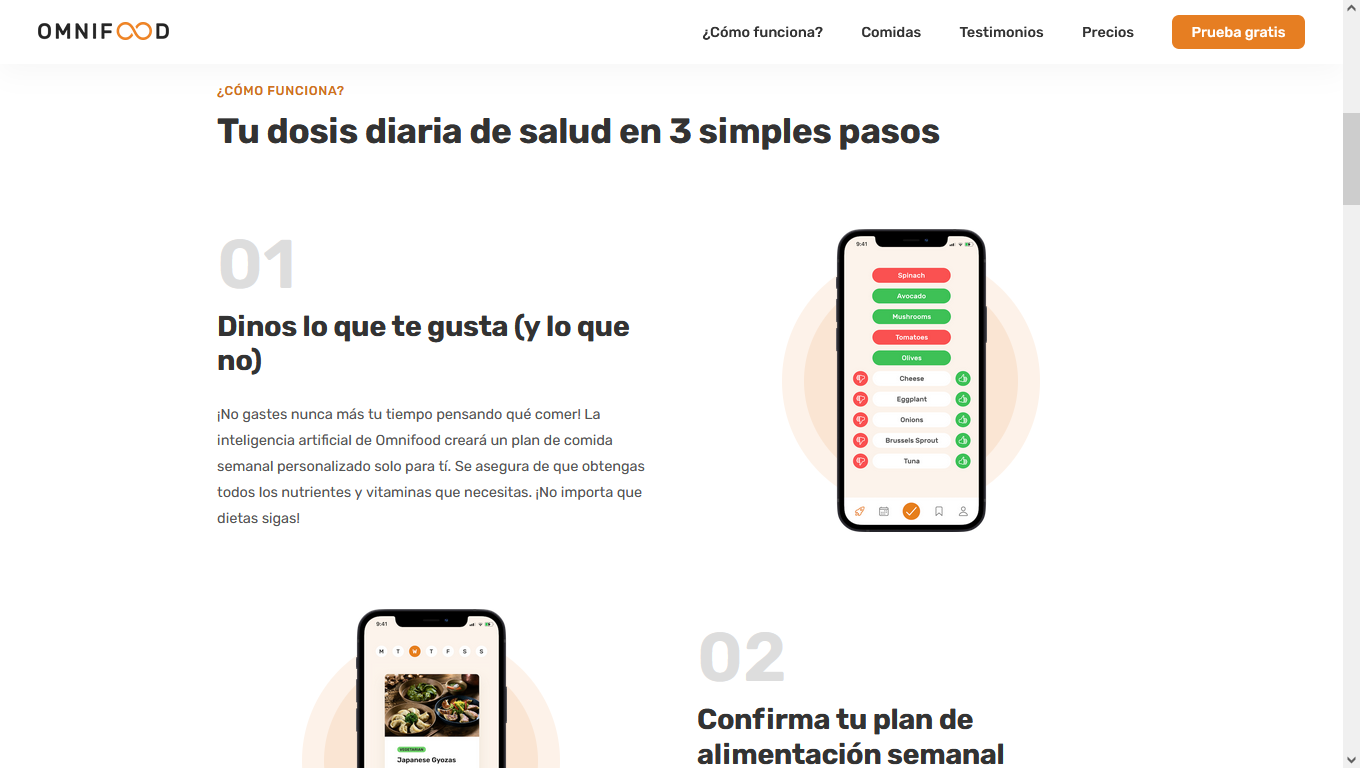 OMNIFOOD
¿Cómo funciona?
Comidas
Testimonios
Precios
Prueba gratis
¿CÓMO FUNCIONA?
Tu dosis diaria de salud en 3 simples pasos
01
Dinos lo que te gusta (y lo que
no)
¡No gastes nunca más tu tiempo pensando qué comer! La
inteligencia artificial de Omnifood creará un plan de comida
semanal personalizado solo para tí. Se asegura de que obtengas
todos los nutrientes y vitaminas que necesitas. ¡No importa que
dietas sigas!
9:41
Spinach
Avocado
Mushrooms
Tomatoes
Olives
Cheese
Eggplant
Onions
Brussels Sprout
Tuna
9:41
M T W T F S S
VEGETARIAN
Japanese Gyozas
02
Confirma tu plan de
alimentación semanal